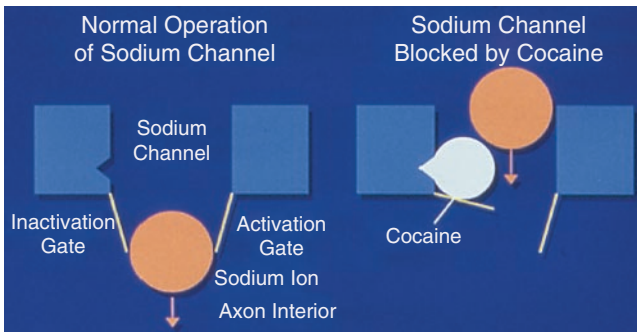 Normal Operation
of Sodium Channel
Sodium Channel
Blocked by Cocaine
Sodium
Channel
Inactivation
Gate
Activation
Gate
Sodium Ion
Axon Interior
Cocaine